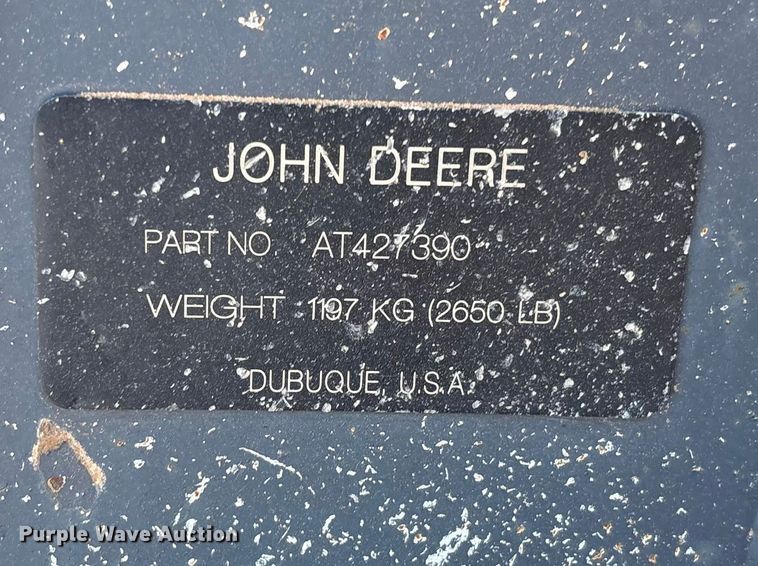 JOHN DEERE
PART NO AT427390
WEIGHT 1197 KG (2650 LB)
DUBUQUE, U.S.A.
Purple Wave Auction